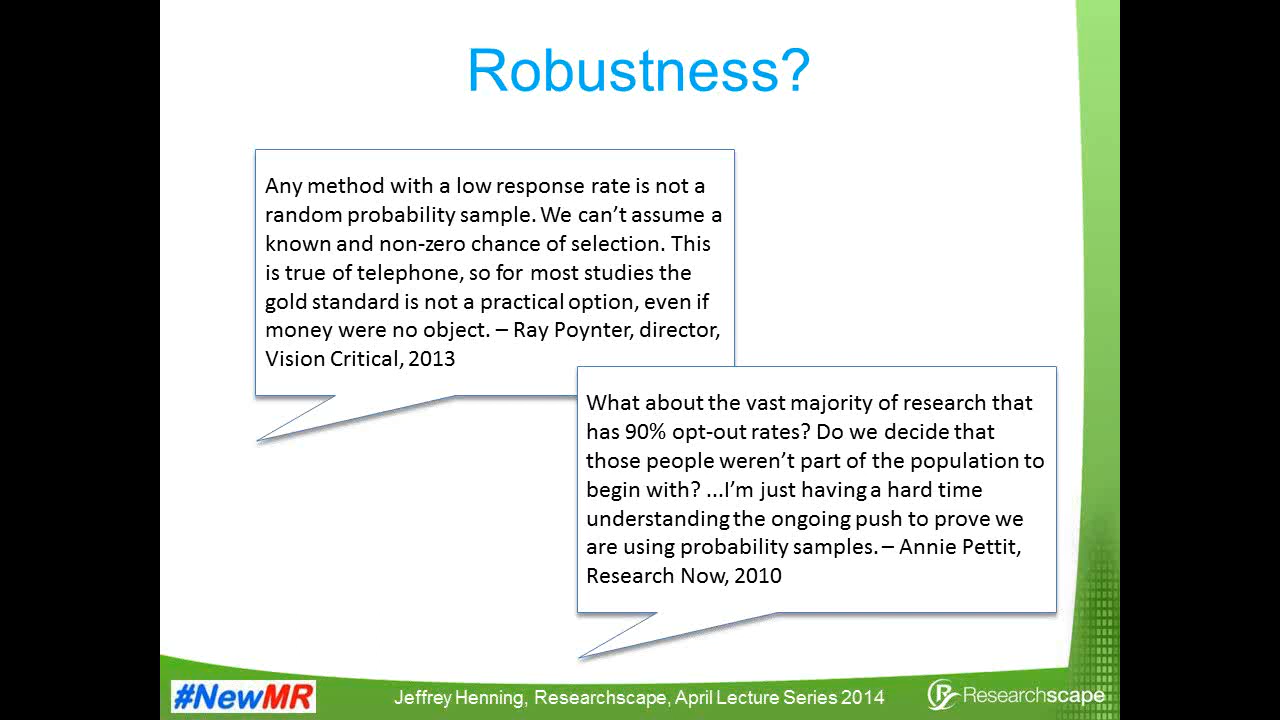 Robustness?
Any method with a low response rate is not a
random probability sample. We can’t assume a
known and non-zero chance of selection. This
is true of telephone, so for most studies the
gold standard is not a practical option, even if
money were no object. – Ray Poynter, director,
Vision Critical, 2013
What about the vast majority of research that
has 90% opt-out rates? Do we decide that
those people weren’t part of the population to
begin with? ...I’m just having a hard time
understanding the ongoing push to prove we
are using probability samples. – Annie Pettit,
Research Now, 2010
#NewMR
Jeffrey Henning, Researchscape, April Lecture Series 2014
Researchscape